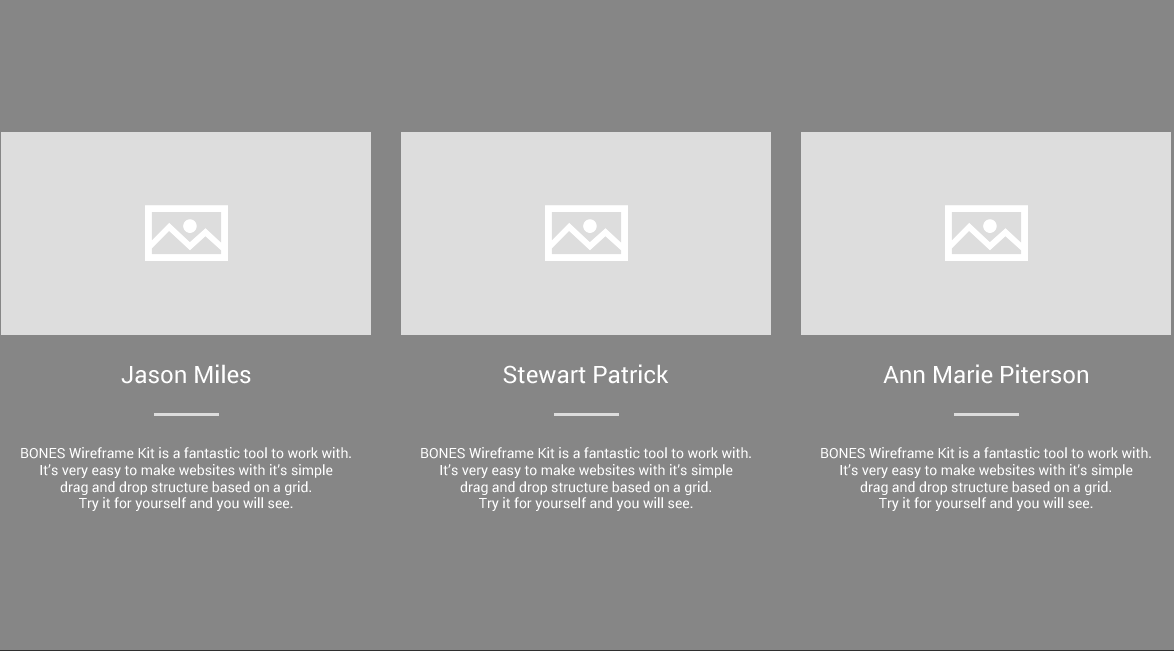 Jason Miles
BONES Wireframe Kit is a fantastic tool to work with.
It's very easy to make websites with it's simple
drag and drop structure based on a grid.
Try it for yourself and you will see.
Stewart Patrick
BONES Wireframe Kit is a fantastic tool to work with.
It's very easy to make websites with it's simple
drag and drop structure based on a grid.
Try it for yourself and you will see.
Ann Marie Piterson
BONES Wireframe Kit is a fantastic tool to work with.
It's very easy to make websites with it's simple
drag and drop structure based on a grid.
Try it for yourself and you will see.